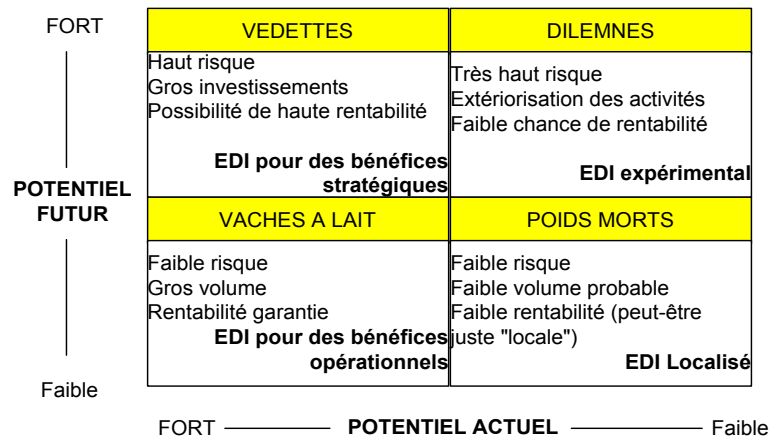 FORT
VEDETTES
DILEMNES
Haut risque
Gros investissements
Possibilité de haute rentabilité
EDI pour des bénéfices
stratégiques
Très haut risque
Extériorisation des activités
Faible chance de rentabilité
EDI expérimental
POTENTIEL
FUTUR
VACHES A LAIT
POIDS MORTS
Faible risque
Gros volume
Rentabilité garantie
EDI pour des bénéfices
opérationnels
Faible risque
Faible volume probable
Faible rentabilité (peut-être
juste "locale")
EDI Localisé
Faible
FORT POTENTIEL ACTUEL Faible